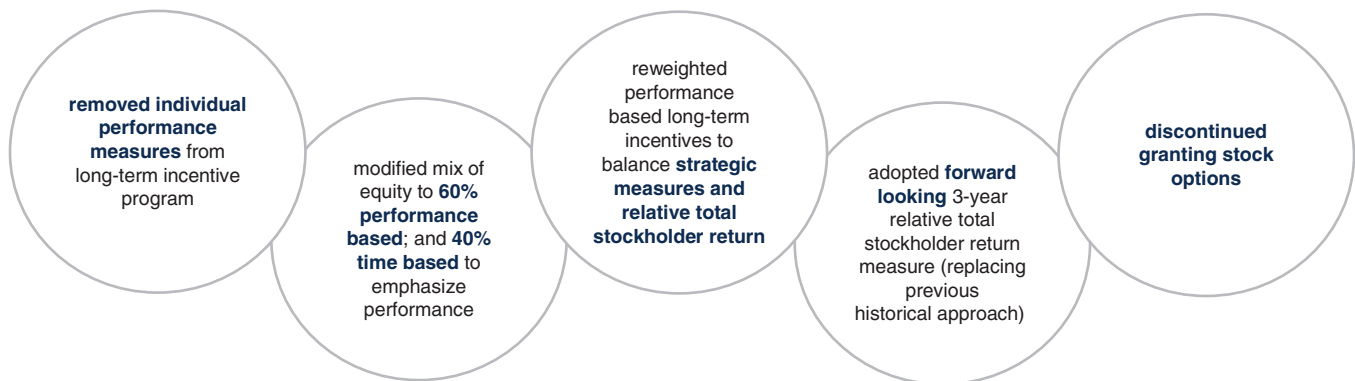 removed individual
performance
measures from
long-term incentive
program
modified mix of
equity to 60%
performance
based; and 40%
time based to
emphasize
performance
reweighted
performance
based long-term
incentives to
balance strategic
measures and
relative total
stockholder return
adopted forward
looking 3-year
relative total
stockholder return
measure (replacing
previous
historical approach)
discontinued
granting stock
options